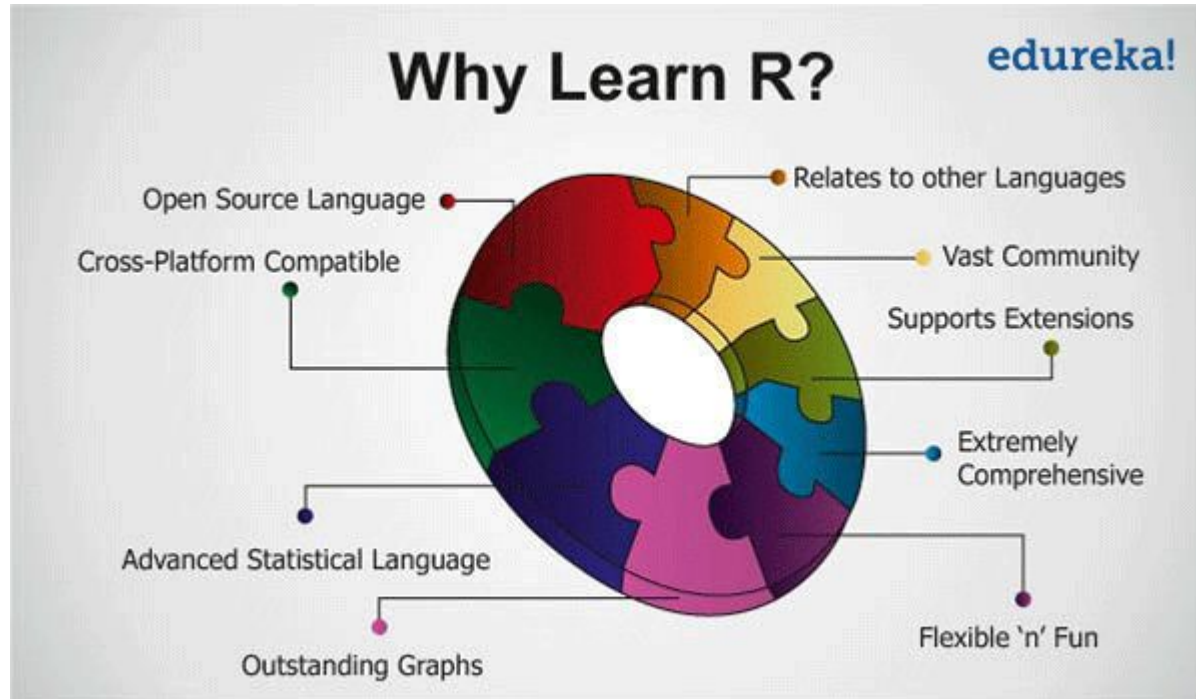 Why Learn R?
edureka!
Open Source Language
Cross-Platform Compatible
Advanced Statistical Language
Outstanding Graphs
Relates to other Languages
Vast Community
Supports Extensions
Extremely
Comprehensive
Flexible ‘n’ Fun